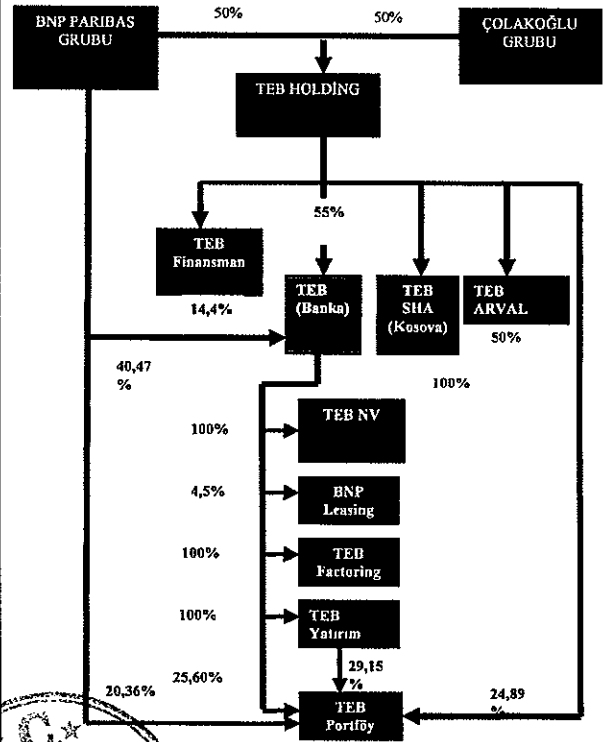 BNP PARIBAS
GRUBU
50%
50%
ÇOLAKOĞLU
GRUBU
TEB HOLDİNG
55%
TEB
Finansman
14,4%
TEB
(Banka)
TEB
SHA
(Kosova)
TEB
ARVAL
50%
40,47
%
100%
TEB NV
100%
4,5%
BNP
Leasing
100%
TEB
Factoring
100%
TEB
Yatırım
25,60%
29,15
%
20,36%
24,89
%
TEB
Portföy